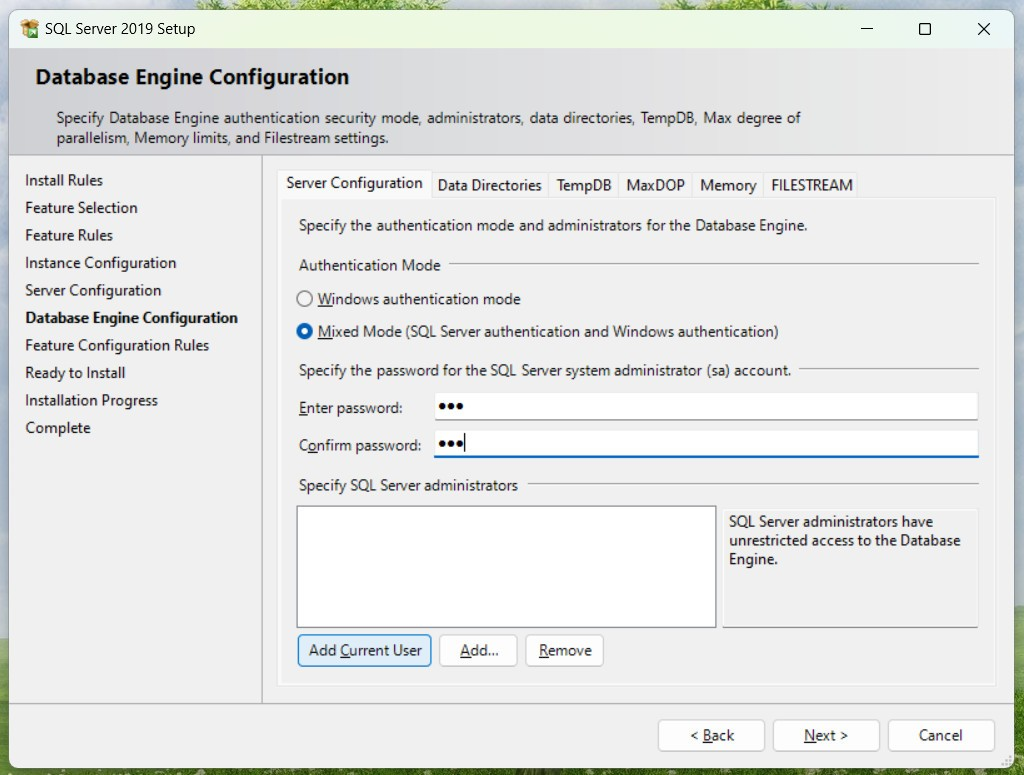 SQL Server 2019 Setup
Database Engine Configuration
Specify Database Engine authentication security mode, administrators, data directories, TempDB, Max degree of
parallelism, Memory limits, and Filestream settings.
Install Rules
Feature Selection
Feature Rules
Instance Configuration
Server Configuration
Database Engine Configuration
Feature Configuration Rules
Ready to Install
Installation Progress
Complete
Server Configuration Data Directories TempDB MaxDOP Memory FILESTREAM
Specify the authentication mode and administrators for the Database Engine.
Authentication Mode
Windows authentication mode
Mixed Mode (SQL Server authentication and Windows authentication)
Specify the password for the SQL Server system administrator (sa) account.
Enter password: ●●●
Confirm password: ●●●
Specify SQL Server administrators
SQL Server administrators have
unrestricted access to the Database
Engine.
Add Current User Add... Remove
< Back Next > Cancel